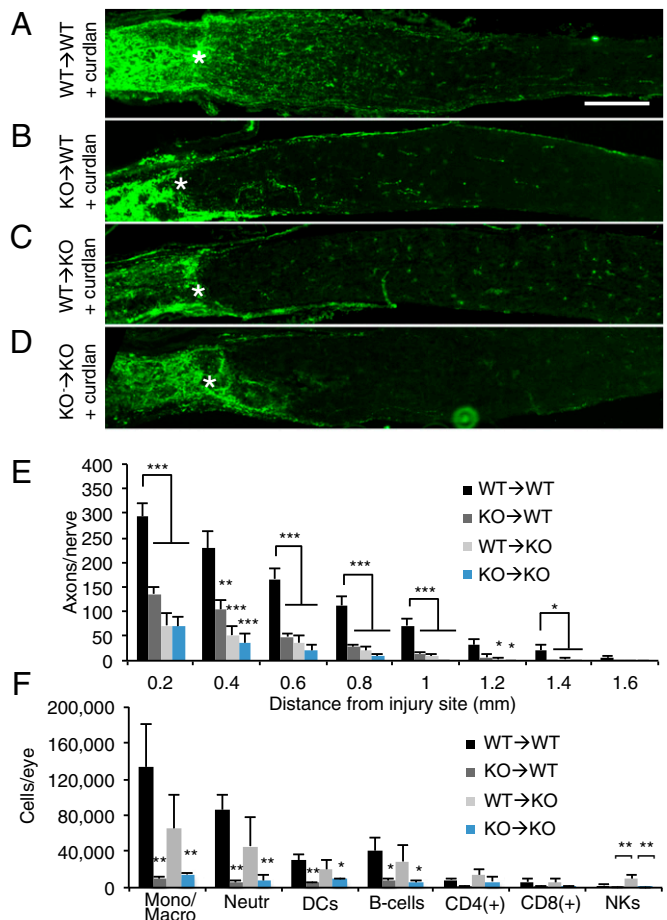 A
WT→WT
+ curdlan
*
B
KO→WT
+ curdlan
*
C
WT→KO
+ curdlan
*
D
KO→KO
+ curdlan
*
E
Axons/nerve
400
350
300
250
200
150
100
50
0
***
**
***
***
***
***
***
* *
*
WT→WT
KO→WT
WT→KO
KO→KO
0.2 0.4 0.6 0.8 1 1.2 1.4 1.6
Distance from injury site (mm)
F
Cells/eye
200,000
160,000
120,000
80,000
40,000
0
WT→WT
KO→WT
WT→KO
KO→KO
** ** ** ** ** * * * ** **
Mono/ Neutr DCs B-cells CD4(+) CD8(+) NKs
Macro